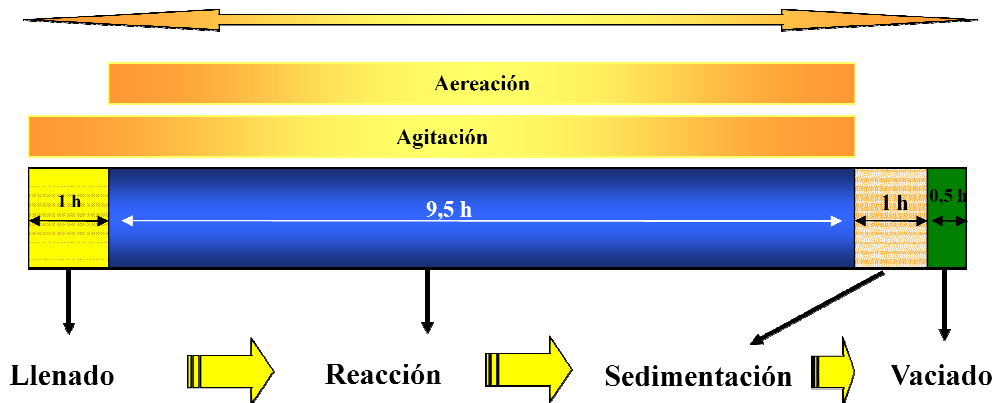 Aereación
Agitación
1 h
9,5 h
1 h
0,5 h
Llenado
Reacción
Sedimentación
Vaciado